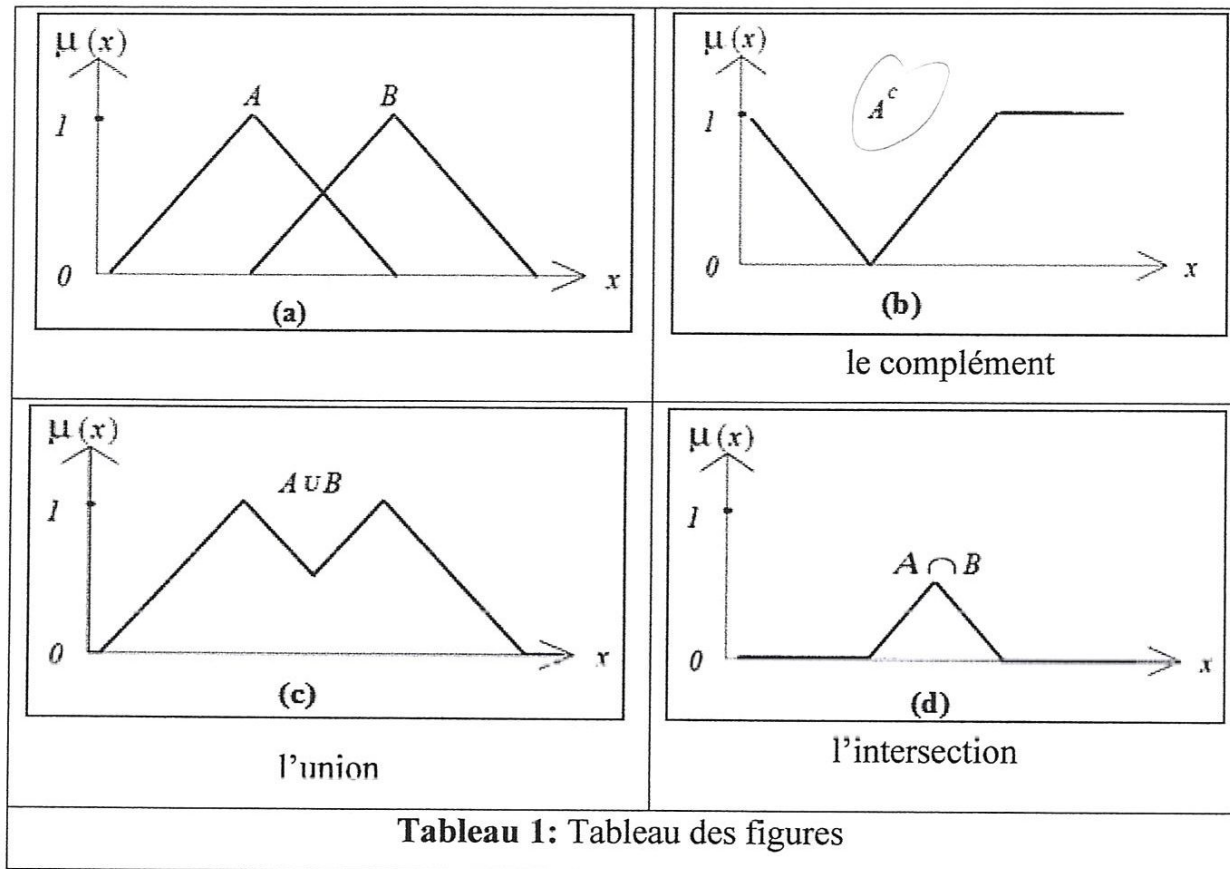 μ (x)
A
B
1
0
x
(a)
μ (x)
A^c
1
0
x
(b)
le complément
μ (x)
A ∪ B
1
0
x
(c)
l'union
μ (x)
1
A ∩ B
0
x
(d)
l'intersection
Tableau 1: Tableau des figures